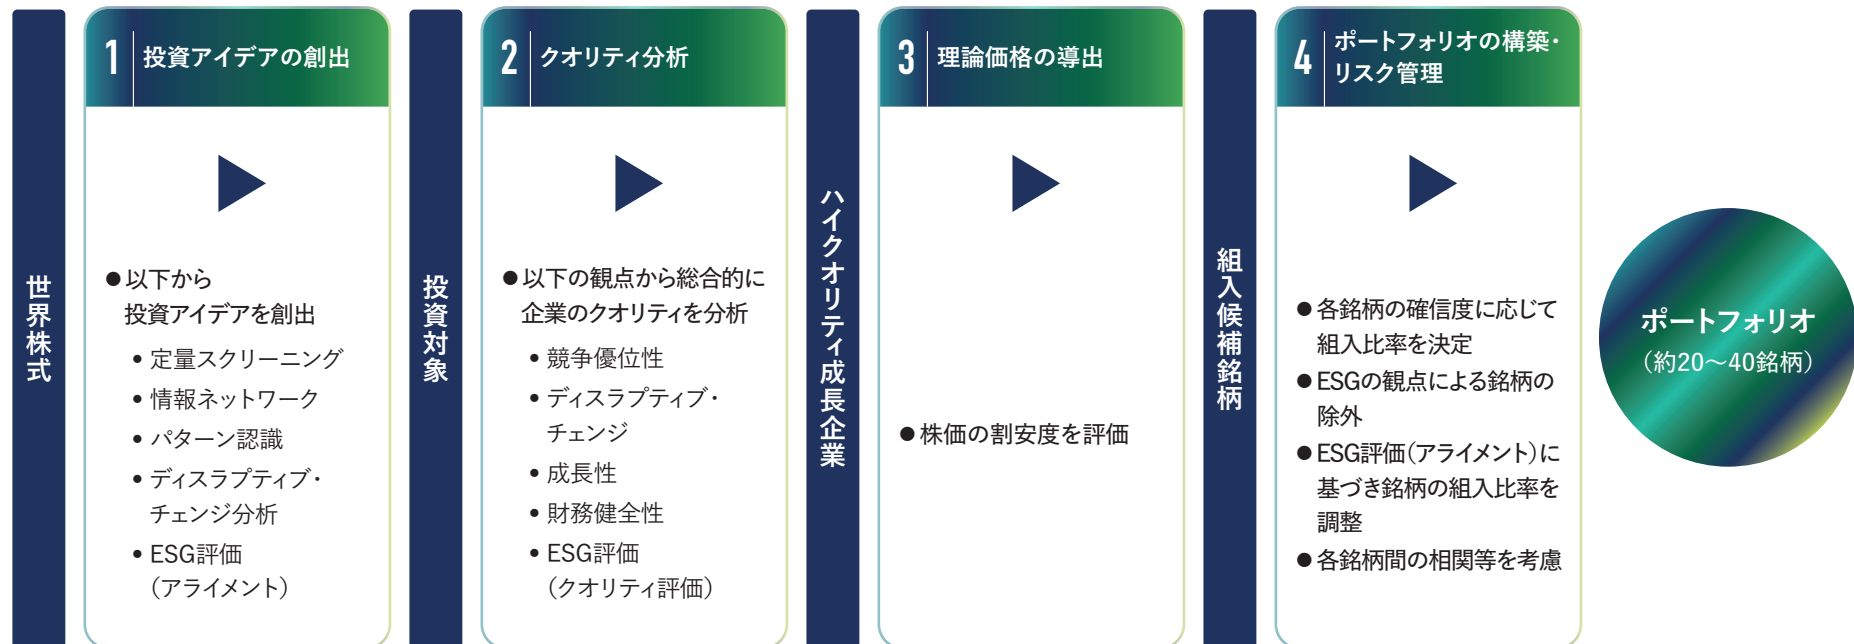 世界株式
1 投資アイデアの創出
●以下から
投資アイデアを創出
•定量スクリーニング
•情報ネットワーク
•パターン認識
•ディスラプティブ・
チェンジ分析
•ESG評価
（アライメント）
投資対象
2 クオリティ分析
●以下の観点から総合的に
企業のクオリティを分析
•競争優位性
•ディスラプティブ・
チェンジ
•成長性
•財務健全性
•ESG評価
（クオリティ評価）
ハイクオリティ成長企業
3 理論価格の導出
●株価の割安度を評価
組入候補銘柄
4 ポートフォリオの構築・
リスク管理
●各銘柄の確信度に応じて
組入比率を決定
●ESGの観点による銘柄の
除外
●ESG評価（アライメント）に
基づき銘柄の組入比率を
調整
●各銘柄間の相関等を考慮
ポートフォリオ
（約20～40銘柄）